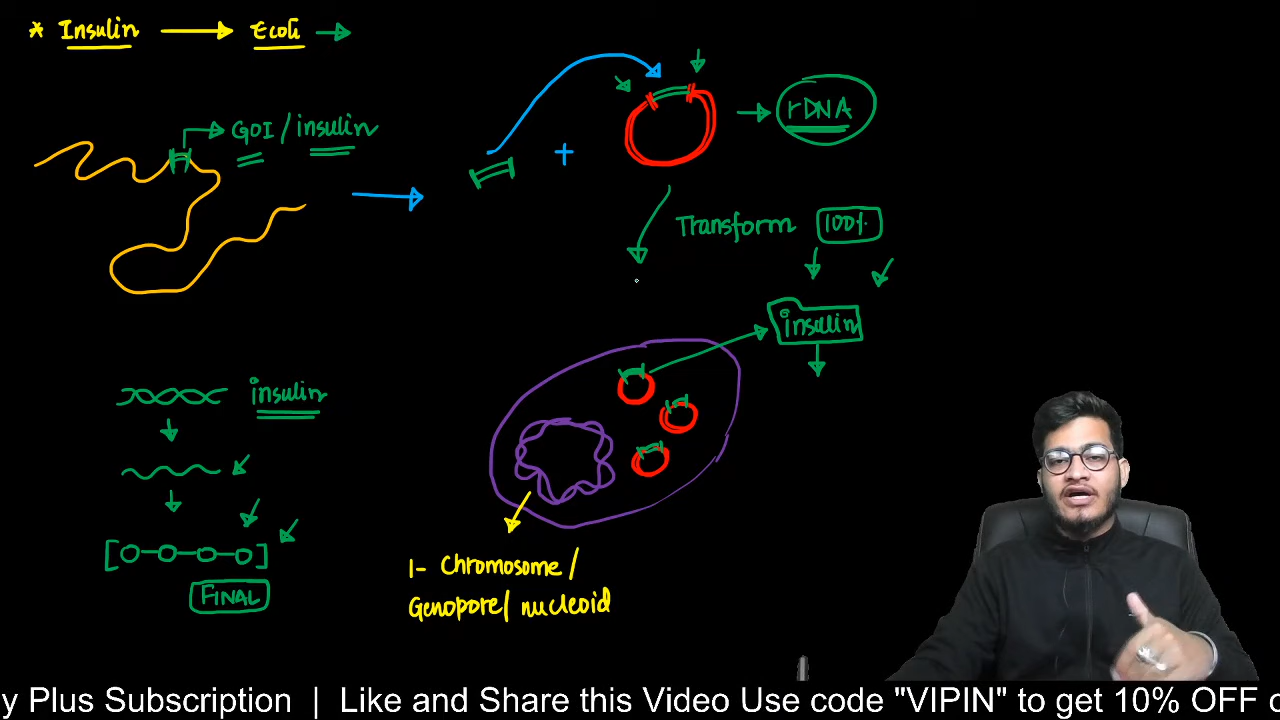 * Insulin → Ecoli →
GOI / insulin
+
→ rDNA
Transform 100%
insulin
insulin
[O-O-O-O]
FINAL
1- Chromosome /
Genopore/ nucleoid
y Plus Subscription | Like and Share this Video Use code "VIPIN" to get 10% OFF o